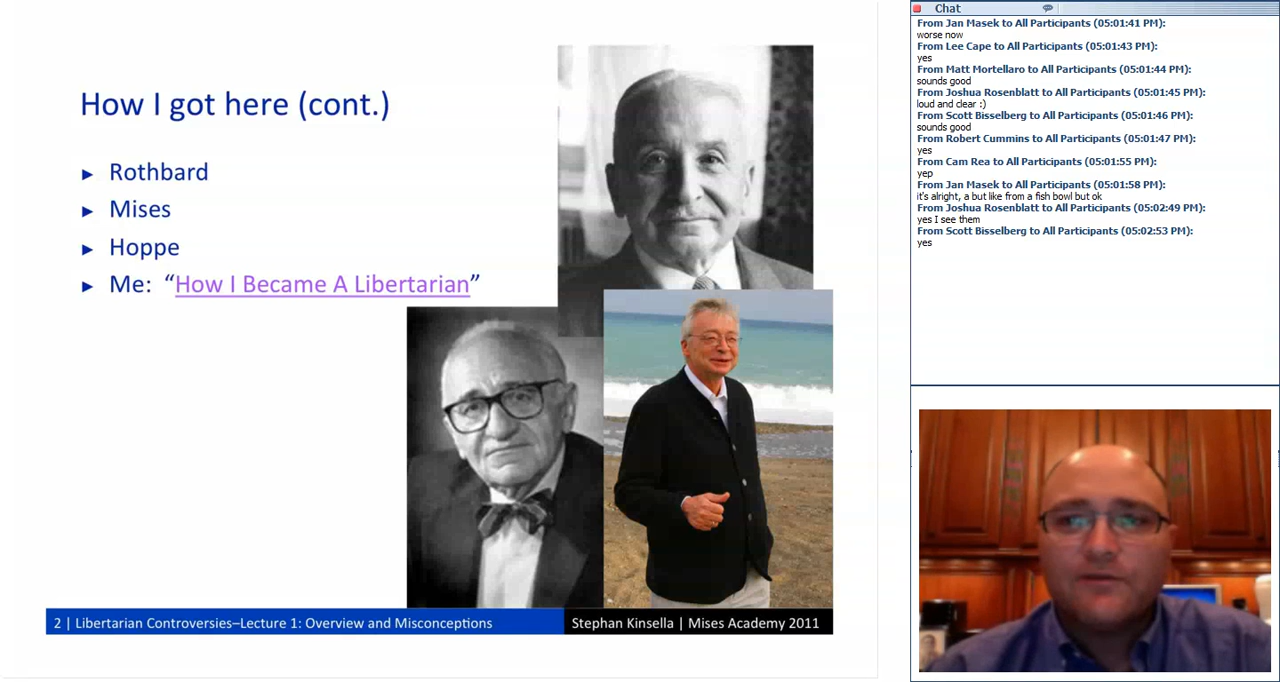 How I got here (cont.)
► Rothbard
► Mises
► Hoppe
► Me: “How I Became A Libertarian”
2 | Libertarian Controversies–Lecture 1: Overview and Misconceptions
Stephan Kinsella | Mises Academy 2011
Chat
From Jan Masek to All Participants (05:01:41 PM):
worse now
From Lee Cape to All Participants (05:01:43 PM):
yes
From Matt Mortellaro to All Participants (05:01:44 PM):
sounds good
From Joshua Rosenblatt to All Participants (05:01:45 PM):
loud and clear :)
From Scott Bisselberg to All Participants (05:01:46 PM):
sounds good
From Robert Cummins to All Participants (05:01:47 PM):
yes
From Cam Rea to All Participants (05:01:55 PM):
yep
From Jan Masek to All Participants (05:01:58 PM):
it's alright, a but like from a fish bowl but ok
From Joshua Rosenblatt to All Participants (05:02:49 PM):
yes I see them
From Scott Bisselberg to All Participants (05:02:53 PM):
yes